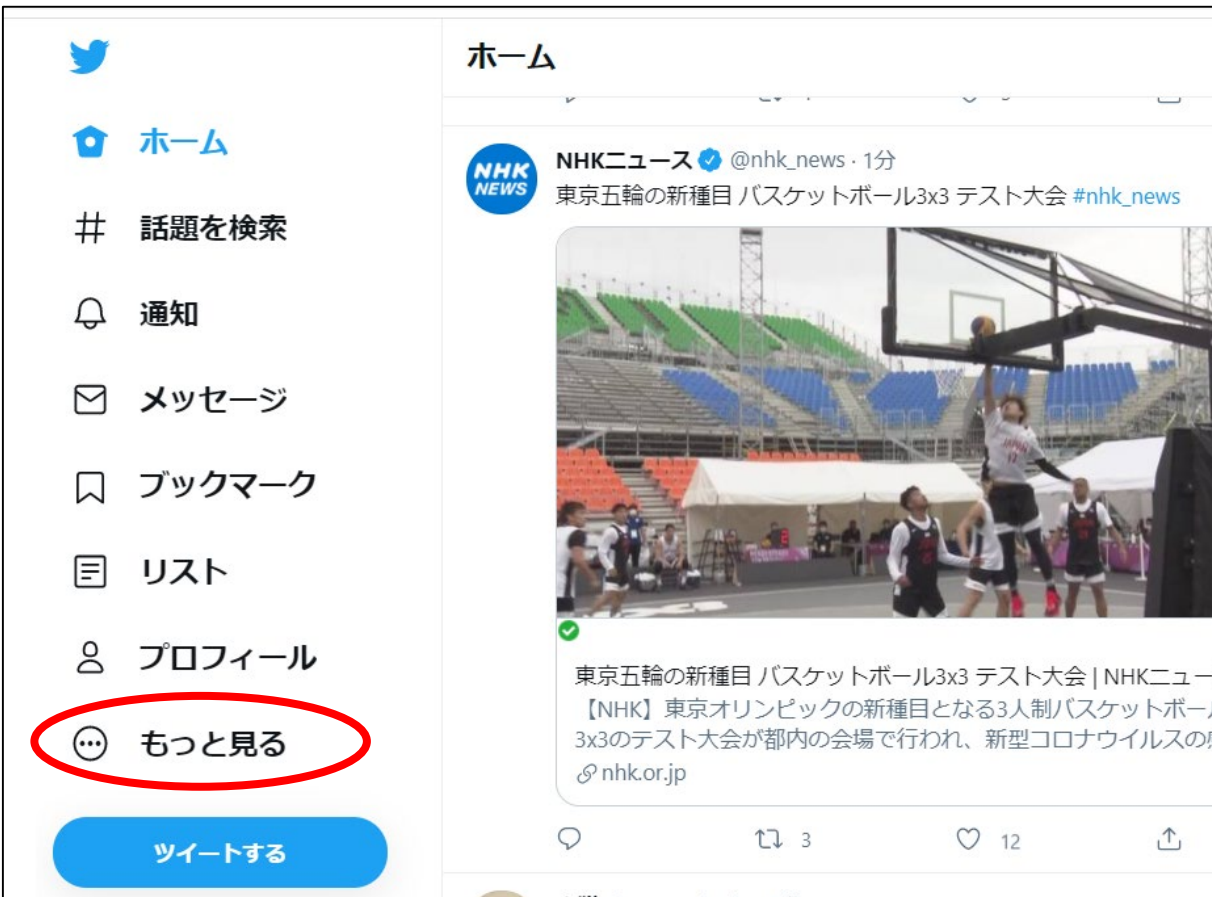 ホーム
話題を検索
通知
メッセージ
ブックマーク
リスト
プロフィール
もっと見る
ツイートする
ホーム
NHKニュース @nhk_news · 1分
東京五輪の新種目 バスケットボール3x3 テスト大会 #nhk_news
NHK
NEWS
JAPAN
東京五輪の新種目 バスケットボール3x3 テスト大会 | NHKニュー
【NHK】東京オリンピックの新種目となる3人制バスケットボール
3x3のテスト大会が都内の会場で行われ、新型コロナウイルスの
nhk.or.jp
3
12